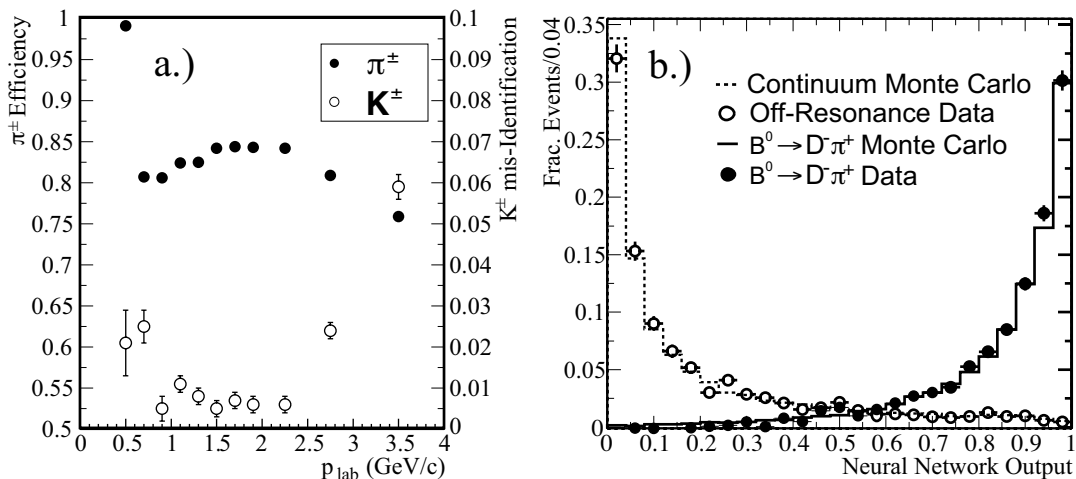 a.)
π± Efficiency
1
0.95
0.9
0.85
0.8
0.75
0.7
0.65
0.6
0.55
0.5
π±
K±
K± mis-Identification
0.1
0.09
0.08
0.07
0.06
0.05
0.04
0.03
0.02
0.01
0
0 0.5 1 1.5 2 2.5 3 3.5 4
p lab (GeV/c)
b.)
Frac. Events/0.04
0.35
0.3
0.25
0.2
0.15
0.1
0.05
0
Continuum Monte Carlo
Off-Resonance Data
B⁰→D⁻π⁺ Monte Carlo
B⁰→D⁻π⁺ Data
0 0.1 0.2 0.3 0.4 0.5 0.6 0.7 0.8 0.9 1
Neural Network Output